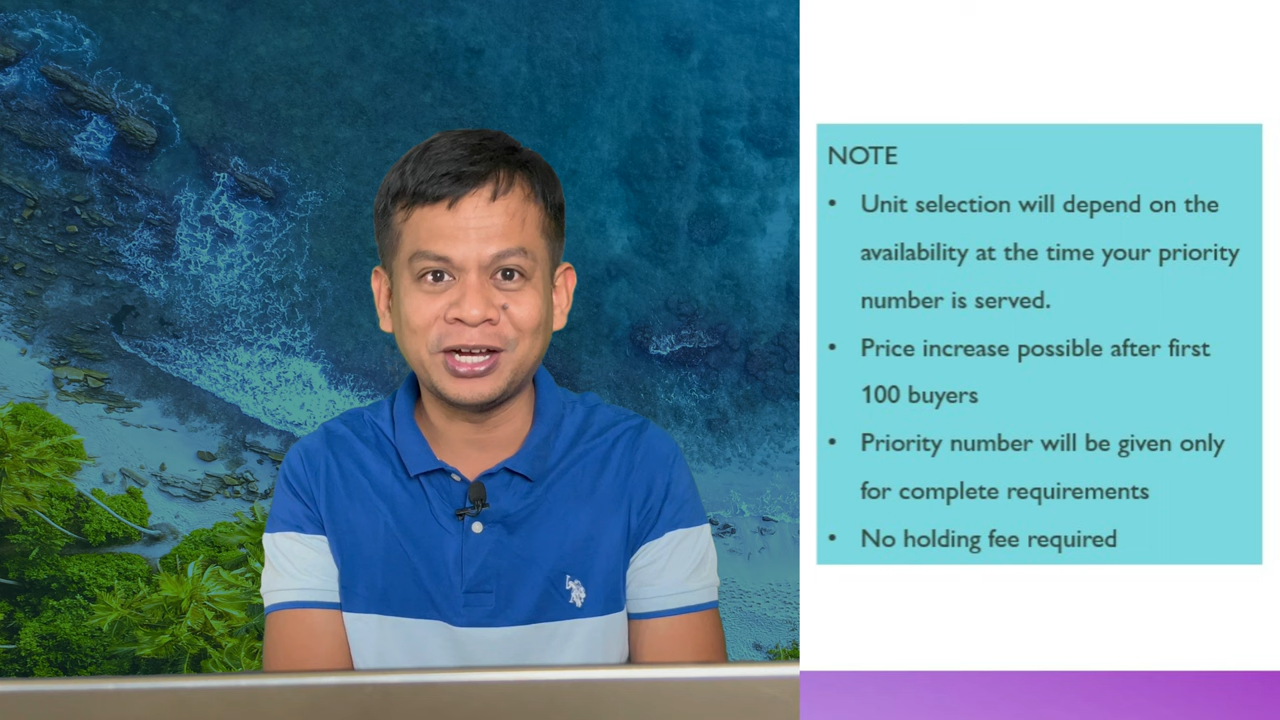 NOTE
• Unit selection will depend on the
availability at the time your priority
number is served.
• Price increase possible after first
100 buyers
• Priority number will be given only
for complete requirements
• No holding fee required